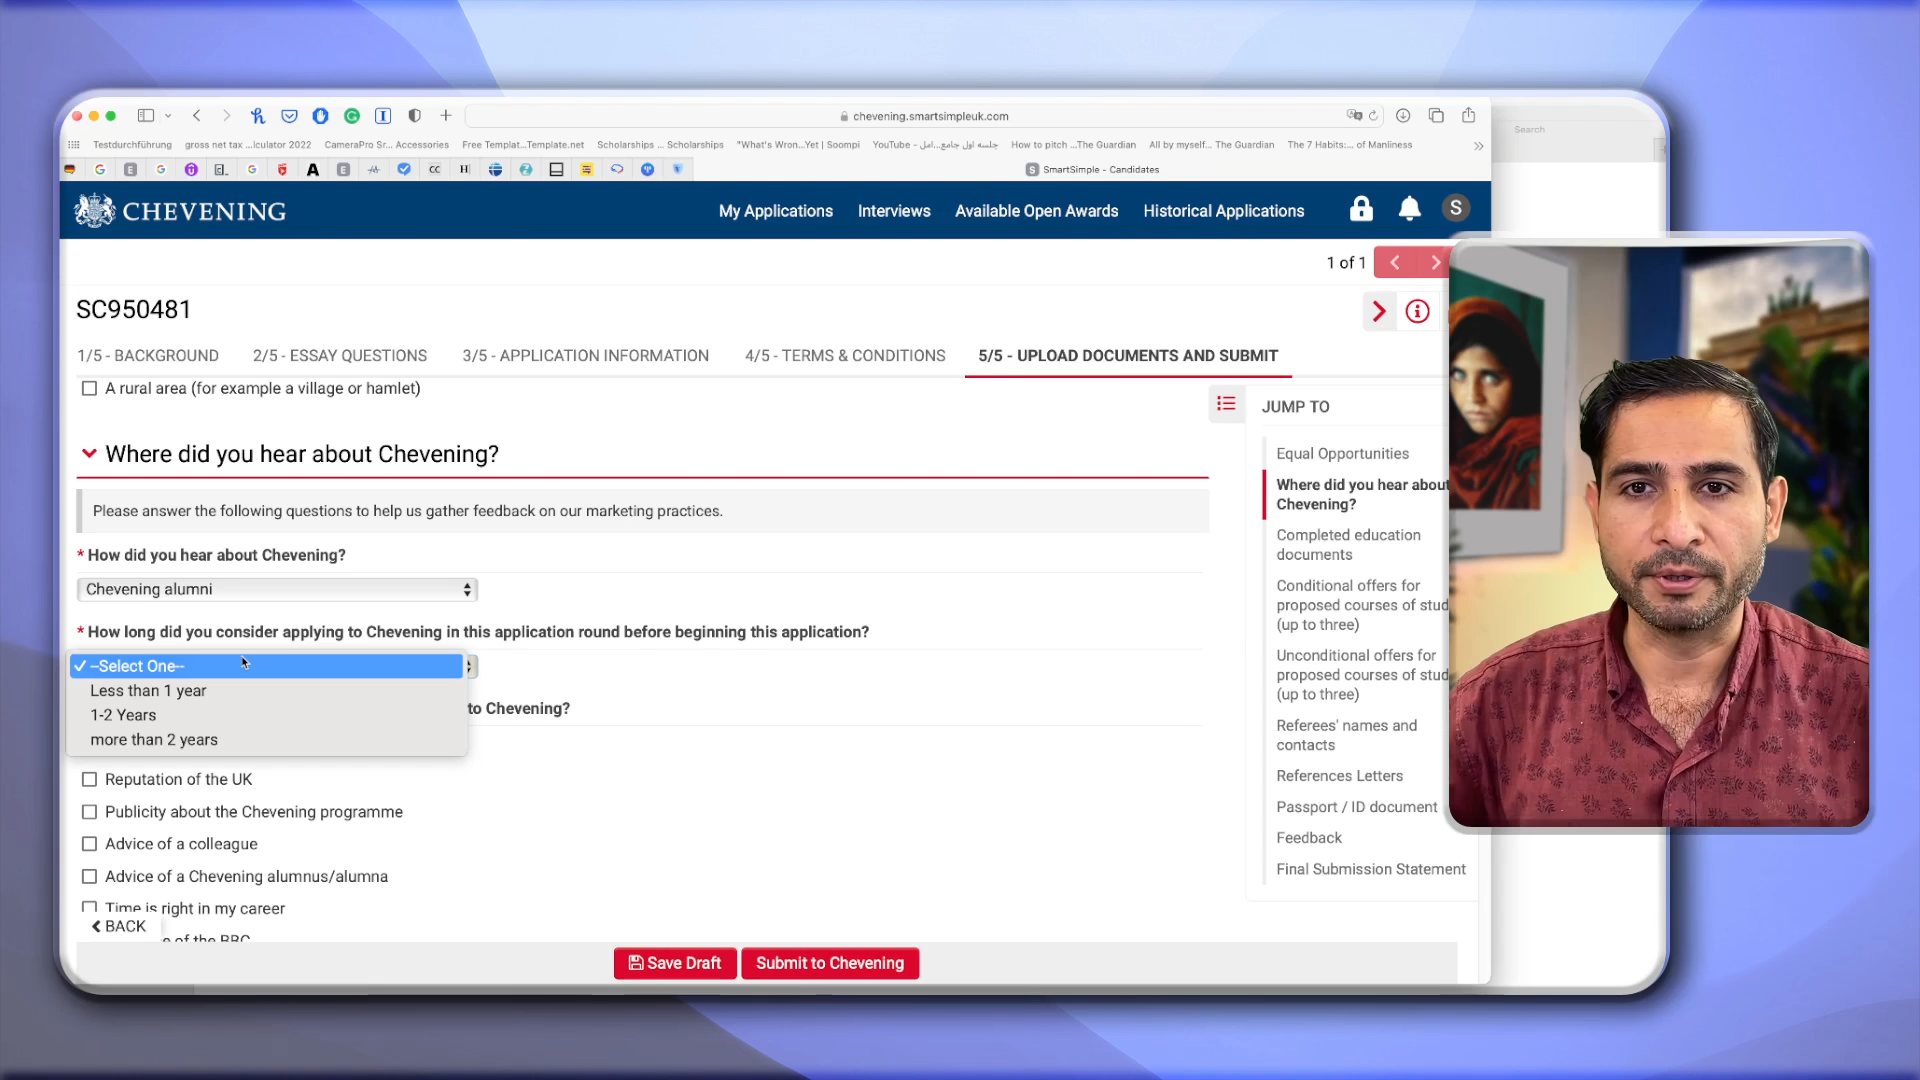 chevening.smartsimpleuk.com
Search
Testdurchführung
gross net tax ...lculator 2022
CameraPro Sr... Accessories
Free Templat...Template.net
Scholarships ... Scholarships
"What's Wron...Yet | Soompi
YouTube - جلسه اول جامع...امل
How to pitch ...The Guardian
All by myself... The Guardian
The 7 Habits:... of Manliness
SmartSimple - Candidates
CHEVENING
My Applications
Interviews
Available Open Awards
Historical Applications
S
1 of 1
SC950481
1/5 - BACKGROUND
2/5 - ESSAY QUESTIONS
3/5 - APPLICATION INFORMATION
4/5 - TERMS & CONDITIONS
5/5 - UPLOAD DOCUMENTS AND SUBMIT
A rural area (for example a village or hamlet)
Where did you hear about Chevening?
Please answer the following questions to help us gather feedback on our marketing practices.
* How did you hear about Chevening?
Chevening alumni
* How long did you consider applying to Chevening in this application round before beginning this application?
--Select One--
Less than 1 year
1-2 Years
more than 2 years
to Chevening?
Reputation of the UK
Publicity about the Chevening programme
Advice of a colleague
Advice of a Chevening alumnus/alumna
Time is right in my career
BACK
of the BBC
Save Draft
Submit to Chevening
JUMP TO
Equal Opportunities
Where did you hear about
Chevening?
Completed education
documents
Conditional offers for
proposed courses of stud
(up to three)
Unconditional offers for
proposed courses of stud
(up to three)
Referees' names and
contacts
References Letters
Passport / ID document
Feedback
Final Submission Statement